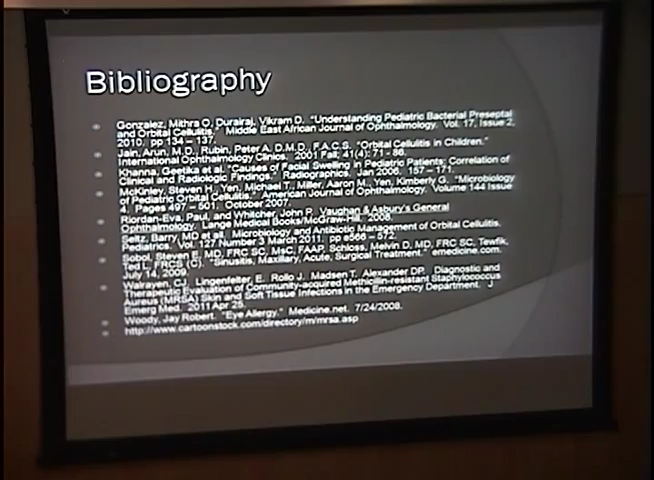 Bibliography
Gonzalez, Mithra O, Durairaj, Vikram D. "Understanding Pediatric Bacterial Preseptal
and Orbital Cellulitis." Middle East African Journal of Ophthalmology. Vol. 17, Issue 2,
2010. pp 134 – 137.
Jain, Arun, M.D., Rubin, Peter A. D.M.D., F.A.C.S. "Orbital Cellulitis in Children."
International Ophthalmology Clinics. 2001 Fall; 41(4): 71 - 86.
Khanna, Geetika et al. "Causes of Facial Swelling in Pediatric Patients: Correlation of
Clinical and Radiologic Findings." Radiographics. Jan 2006. 157 – 171.
McKinley, Steven H., Yen, Michael T., Miller, Aaron M., Yen, Kimberly G. "Microbiology
of Pediatric Orbital Cellulitis." American Journal of Ophthalmology. Volume 144 Issue
4. Pages 497 – 501. October 2007.
Riordan-Eva, Paul, and Whitcher, John P. Vaughan & Asbury's General
Ophthalmology. Lange Medical Books/McGraw-Hill. 2008.
Seltz, Barry, MD et all. Microbiology and Antibiotic Management of Orbital Cellulitis.
Pediatrics. Vol. 127 Number 3 March 2011. pp e566 – 572.
Sobol, Steven E, MD, FRC SC, MsC, FAAP, Schloss, Melvin D, MD, FRC SC, Tewfik,
Ted L, FRCS (C). "Sinusitis, Maxillary, Acute, Surgical Treatment." emedicine.com.
July 14, 2009.
Walrayen, CJ, Lingenfelter, E, Rollo J, Madsen T, Alexander DP. Diagnostic and
Therapeutic Evaluation of Community-acquired Methicillin-resistant Staphylococcus
Aureus (MRSA) Skin and Soft Tissue Infections in the Emergency Department. J
Emerg Med. 2011 Apr 25.
Woody, Jay Robert. "Eye Allergy." Medicine.net. 7/24/2008.
http://www.cartoonstock.com/directory/m/mrsa.asp